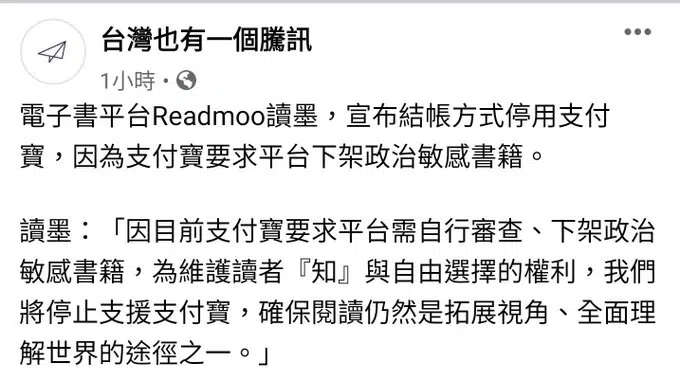 台灣也有一個騰訊
1小時・
電子書平台Readmoo讀墨，宣布結帳方式停用支付
寶，因為支付寶要求平台下架政治敏感書籍。
讀墨：「因目前支付寶要求平台需自行審查、下架政治
敏感書籍，為維護讀者『知』與自由選擇的權利，我們
將停止支援支付寶，確保閱讀仍然是拓展視角、全面理
解世界的途徑之一。」